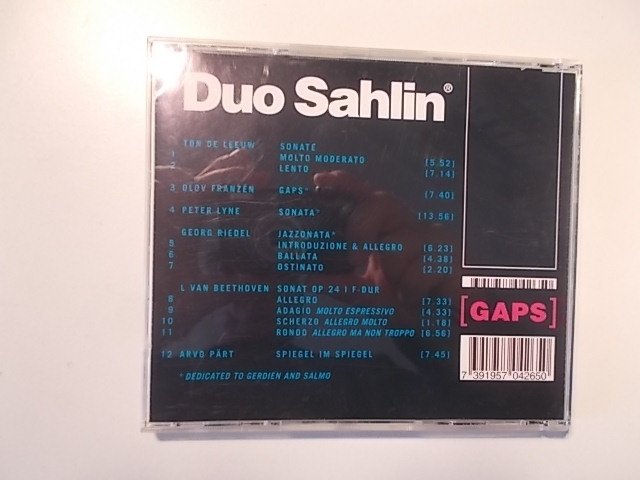 Duo Sahlin®
TON DE LEEUW SONATE
1 MOLTO MODERATO [5.52]
2 LENTO [7.14]
3 OLOV FRANZÉN GAPS* [7.40]
4 PETER LYNE SONATA* [13.56]
GEORG RIEDEL JAZZONATA*
5 INTRODUZIONE & ALLEGRO [6.23]
6 BALLATA [4.38]
7 OSTINATO [2.20]
L VAN BEETHOVEN SONAT OP 24 I F DUR
8 ALLEGRO [7.33]
9 ADAGIO MOLTO ESPRESSIVO [4.33]
10 SCHERZO ALLEGRO MOLTO [1.18]
11 RONDO ALLEGRO MA NON TROPPO [6.56]
12 ARVO PÄRT SPIEGEL IM SPIEGEL [7.45]
* DEDICATED TO GERDIEN AND SALMO
[GAPS]
7 391957 042650